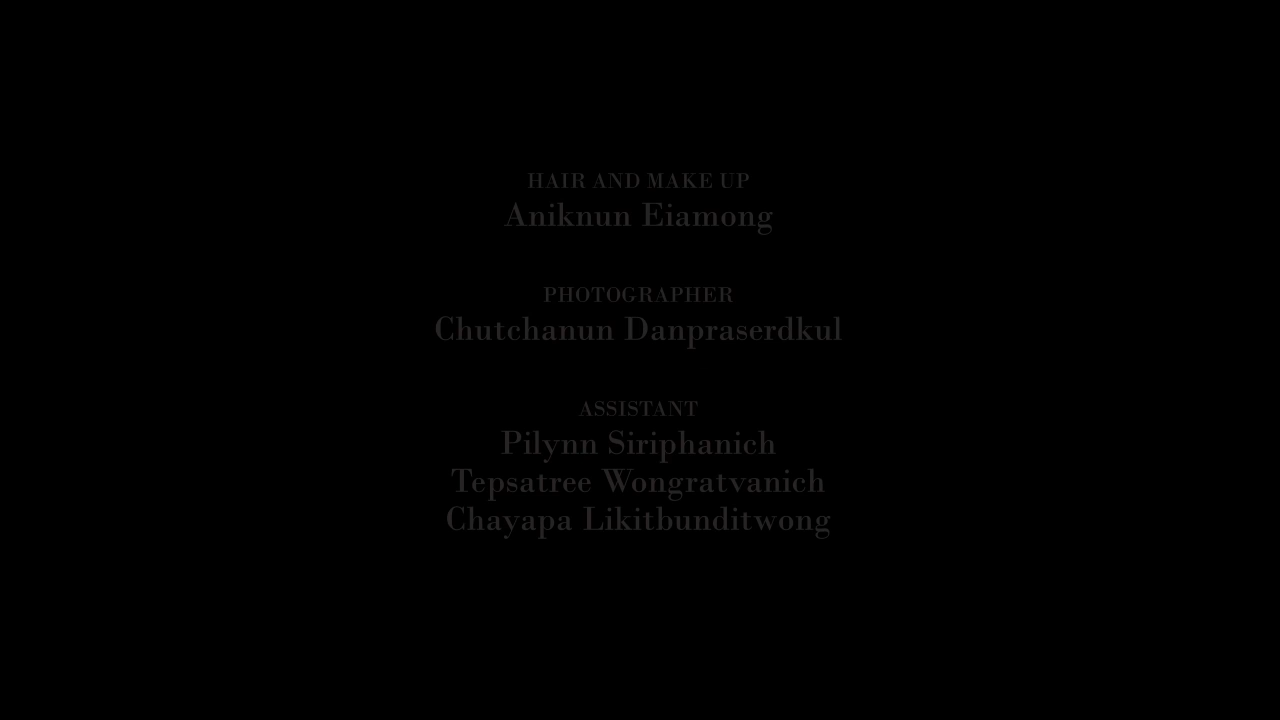 HAIR AND MAKE UP
Aniknun Eiamong
PHOTOGRAPHER
Chutchanun Danpraserdkul
ASSISTANT
Pilynn Siriphanich
Tepsatree Wongratvanich
Chayapa Likitbunditwong